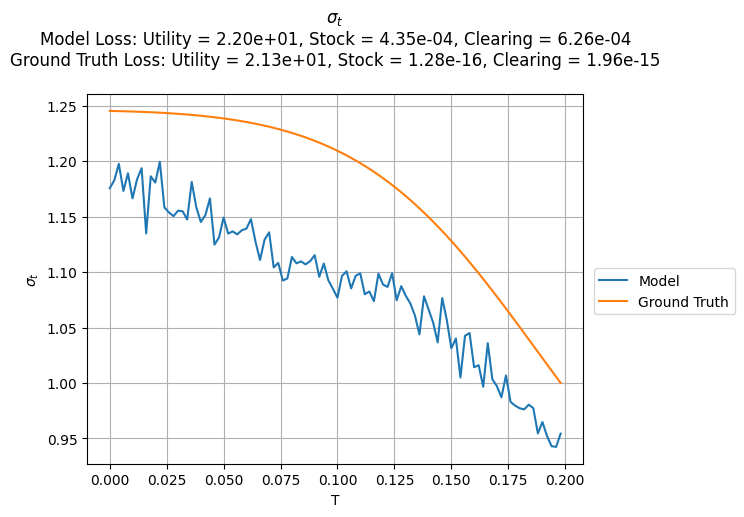 σₜ
Model Loss: Utility = 2.20e+01, Stock = 4.35e-04, Clearing = 6.26e-04
Ground Truth Loss: Utility = 2.13e+01, Stock = 1.28e-16, Clearing = 1.96e-15
1.25
1.20
1.15
1.10
1.05
1.00
0.95
σₜ
0.000 0.025 0.050 0.075 0.100 0.125 0.150 0.175 0.200
T
Model
Ground Truth